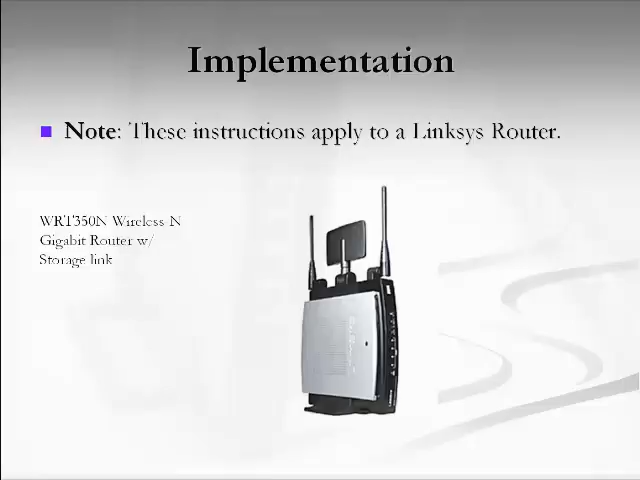 Implementation
Note: These instructions apply to a Linksys Router.
WRT350N Wireless-N
Gigabit Router w/
Storage link